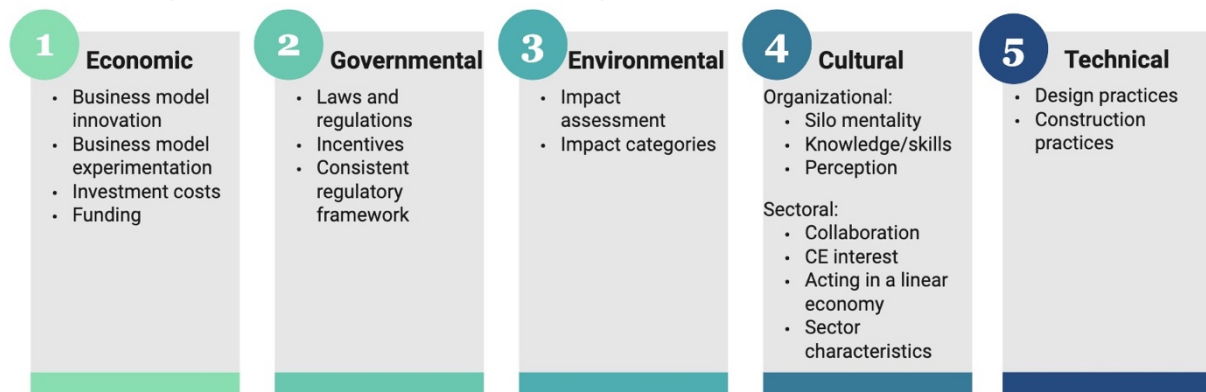 1
Economic
• Business model
innovation
• Business model
experimentation
• Investment costs
• Funding
2
Governmental
• Laws and
regulations
• Incentives
• Consistent
regulatory
framework
3
Environmental
• Impact
assessment
• Impact categories
4
Cultural
Organizational:
• Silo mentality
• Knowledge/skills
• Perception
Sectoral:
• Collaboration
• CE interest
• Acting in a linear
economy
• Sector
characteristics
5
Technical
• Design practices
• Construction
practices